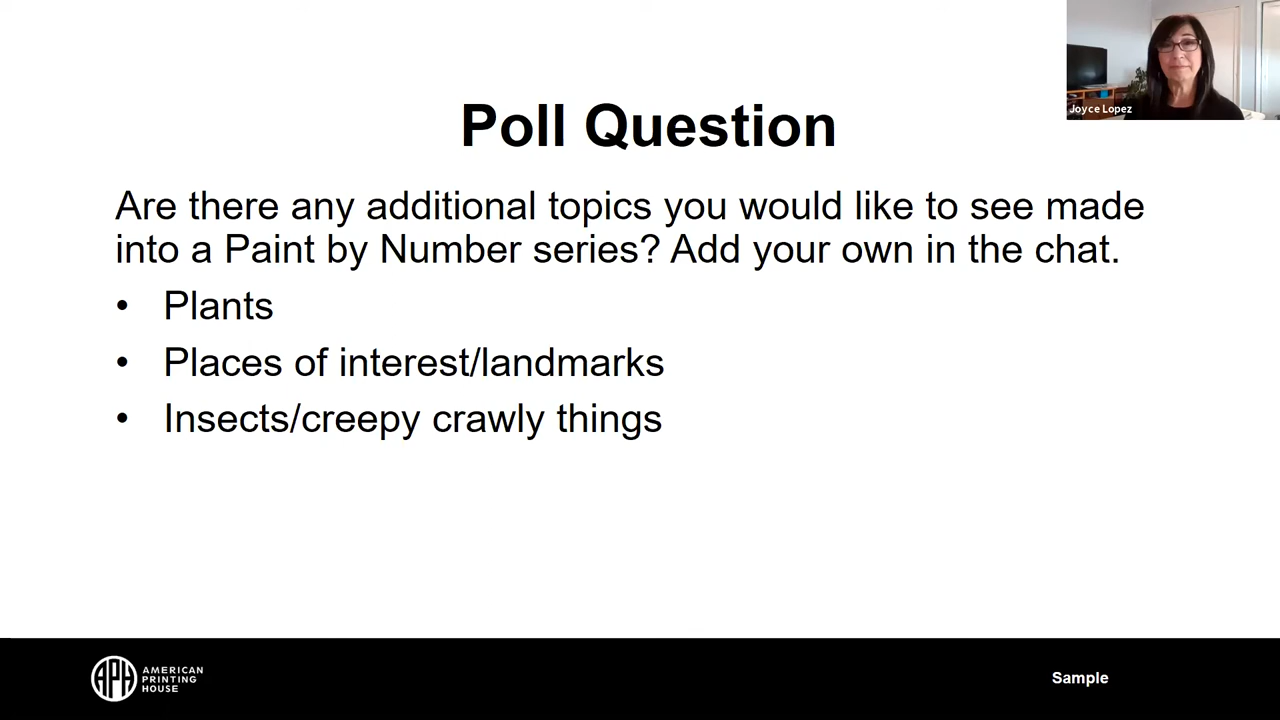 Joyce Lopez
Poll Question
Are there any additional topics you would like to see made
into a Paint by Number series? Add your own in the chat.
• Plants
• Places of interest/landmarks
• Insects/creepy crawly things
APH
AMERICAN
PRINTING
HOUSE
Sample